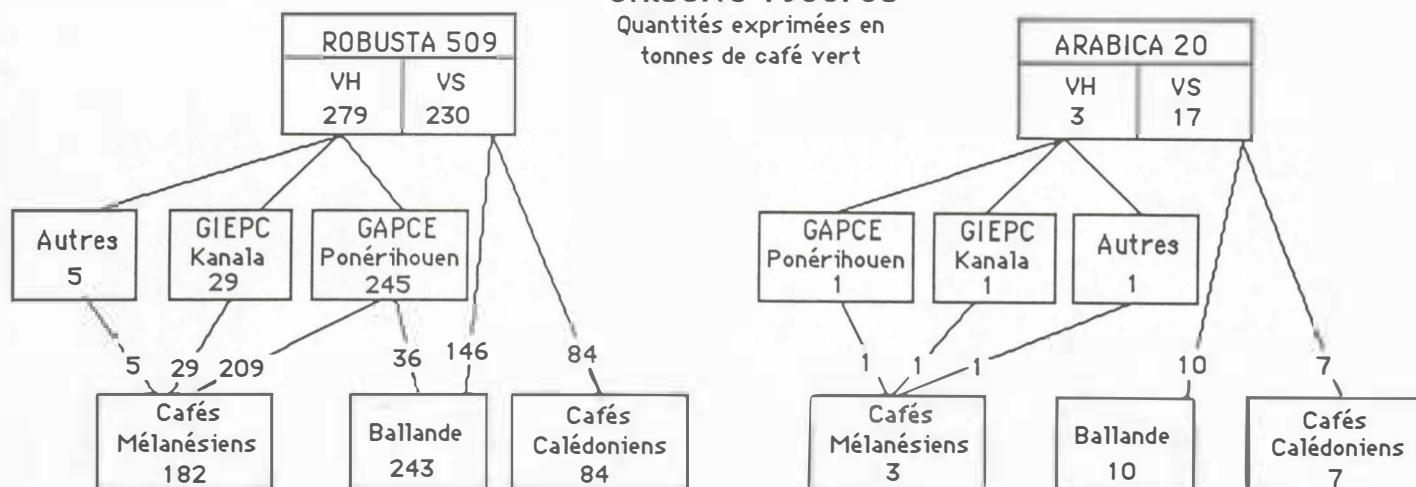 Quantités exprimées en
tonnes de café vert
ROBUSTA 509
VH
279
VS
230
Autres
5
GIEPC
Kanala
29
GAPCE
Ponérihouen
245
5
29
209
36
146
84
Cafés
Mélanésiens
182
Ballande
243
Cafés
Calédoniens
84
ARABICA 20
VH
3
VS
17
GAPCE
Ponérihouen
1
GIEPC
Kanala
1
Autres
1
1
1
1
10
7
Cafés
Mélanésiens
3
Ballande
10
Cafés
Calédoniens
7